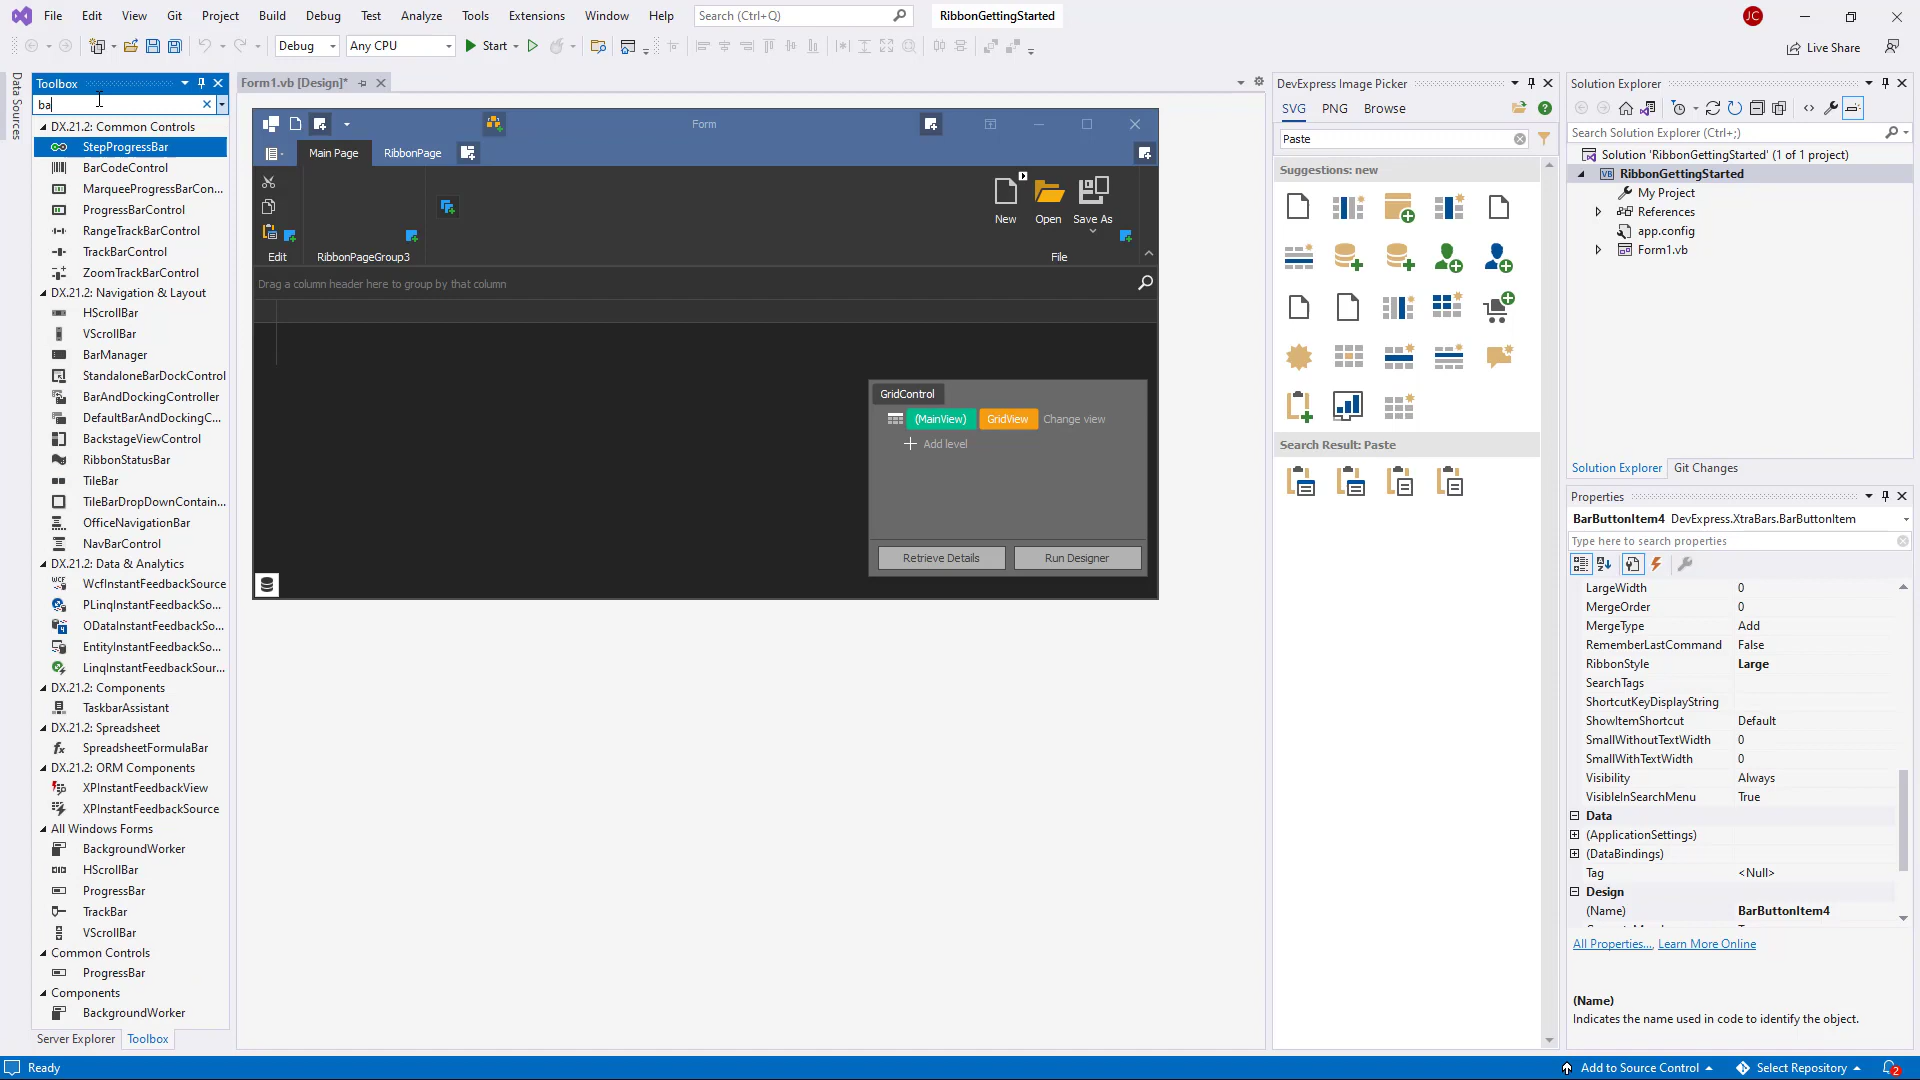 File Edit View Git Project Build Debug Test Analyze Tools Extensions Window Help Search (Ctrl+Q) RibbonGettingStarted JC
Debug Any CPU Start Live Share
Data Sources
Toolbox
ba
DX.21.2: Common Controls
StepProgressBar
BarCodeControl
MarqueeProgressBarCon...
ProgressBarControl
RangeTrackBarControl
TrackBarControl
ZoomTrackBarControl
DX.21.2: Navigation & Layout
HScrollBar
VScrollBar
BarManager
StandaloneBarDockControl
BarAndDockingController
DefaultBarAndDockingC...
BackstageViewControl
RibbonStatusBar
TileBar
TileBarDropDownContain...
OfficeNavigationBar
NavBarControl
DX.21.2: Data & Analytics
WcfInstantFeedbackSource
PLinqInstantFeedbackSo...
ODataInstantFeedbackSo...
EntityInstantFeedbackSo...
LinqInstantFeedbackSour...
DX.21.2: Components
TaskbarAssistant
DX.21.2: Spreadsheet
SpreadsheetFormulaBar
DX.21.2: ORM Components
XPInstantFeedbackView
XPInstantFeedbackSource
All Windows Forms
BackgroundWorker
HScrollBar
ProgressBar
TrackBar
VScrollBar
Common Controls
ProgressBar
Components
BackgroundWorker
Server Explorer Toolbox
Form1.vb [Design]*
Form
Main Page RibbonPage
New Open Save As
Edit RibbonPageGroup3 File
Drag a column header here to group by that column
GridControl
(MainView) GridView Change view
Add level
Retrieve Details Run Designer
DevExpress Image Picker
SVG PNG Browse
Paste
Suggestions: new
Search Result: Paste
Solution Explorer
Search Solution Explorer (Ctrl+;)
Solution 'RibbonGettingStarted' (1 of 1 project)
VB RibbonGettingStarted
My Project
References
app.config
Form1.vb
Solution Explorer Git Changes
Properties
BarButtonItem4 DevExpress.XtraBars.BarButtonItem
Type here to search properties
LargeWidth 0
MergeOrder 0
MergeType Add
RememberLastCommand False
RibbonStyle Large
SearchTags
ShortcutKeyDisplayString
ShowItemShortcut Default
SmallWithoutTextWidth 0
SmallWithTextWidth 0
Visibility Always
VisibleInSearchMenu True
Data
(ApplicationSettings)
(DataBindings)
Tag <Null>
Design
(Name) BarButtonItem4
All Properties... Learn More Online
(Name)
Indicates the name used in code to identify the object.
Ready Add to Source Control Select Repository 2